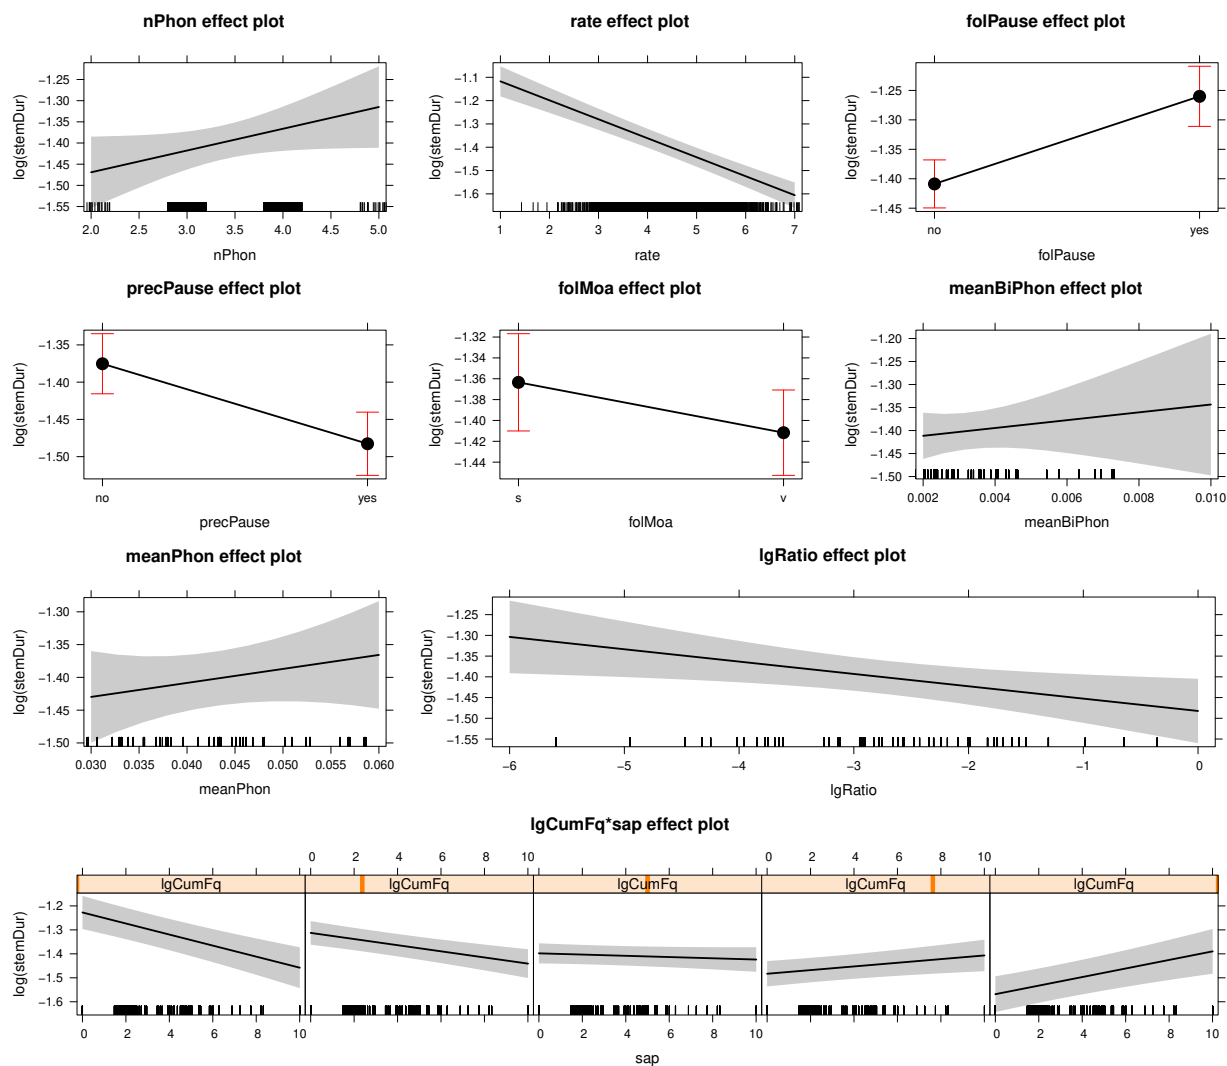 nPhon effect plot
rate effect plot
folPause effect plot
log(stemDur)
−1.25
−1.30
−1.35
−1.40
−1.45
−1.50
−1.55
2.0 2.5 3.0 3.5 4.0 4.5 5.0
nPhon
log(stemDur)
−1.1
−1.2
−1.3
−1.4
−1.5
−1.6
1 2 3 4 5 6 7
rate
log(stemDur)
−1.25
−1.30
−1.35
−1.40
−1.45
no yes
folPause
precPause effect plot
folMoa effect plot
meanBiPhon effect plot
log(stemDur)
−1.35
−1.40
−1.45
−1.50
no yes
precPause
log(stemDur)
−1.32
−1.34
−1.36
−1.38
−1.40
−1.42
−1.44
s v
folMoa
log(stemDur)
−1.20
−1.25
−1.30
−1.35
−1.40
−1.45
−1.50
0.002 0.004 0.006 0.008 0.010
meanBiPhon
meanPhon effect plot
lgRatio effect plot
log(stemDur)
−1.30
−1.35
−1.40
−1.45
−1.50
0.030 0.035 0.040 0.045 0.050 0.055 0.060
meanPhon
log(stemDur)
−1.25
−1.30
−1.35
−1.40
−1.45
−1.50
−1.55
−6 −5 −4 −3 −2 −1 0
lgRatio
lgCumFq*sap effect plot
0 2 4 6 8 10 0 2 4 6 8 10
lgCumFq lgCumFq lgCumFq lgCumFq lgCumFq
log(stemDur)
−1.2
−1.3
−1.4
−1.5
−1.6
0 2 4 6 8 10 0 2 4 6 8 10 0 2 4 6 8 10
sap